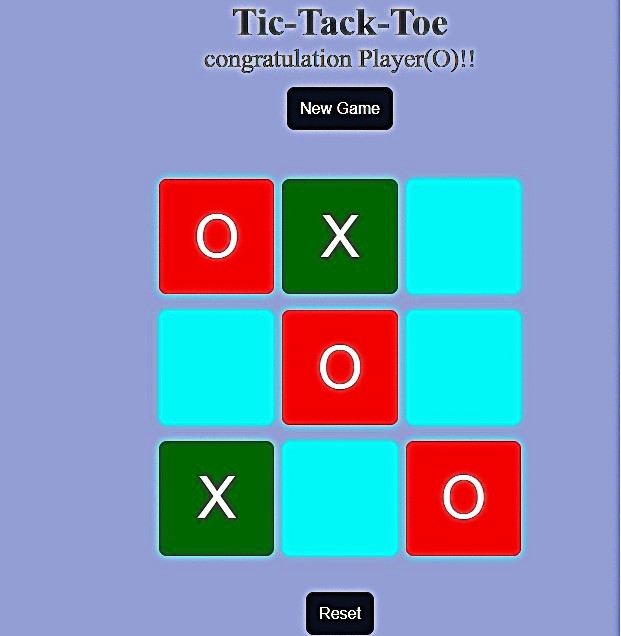 Tic-Tack-Toe
congratulation Player(O)!!
New Game
O X
O
X O
Reset